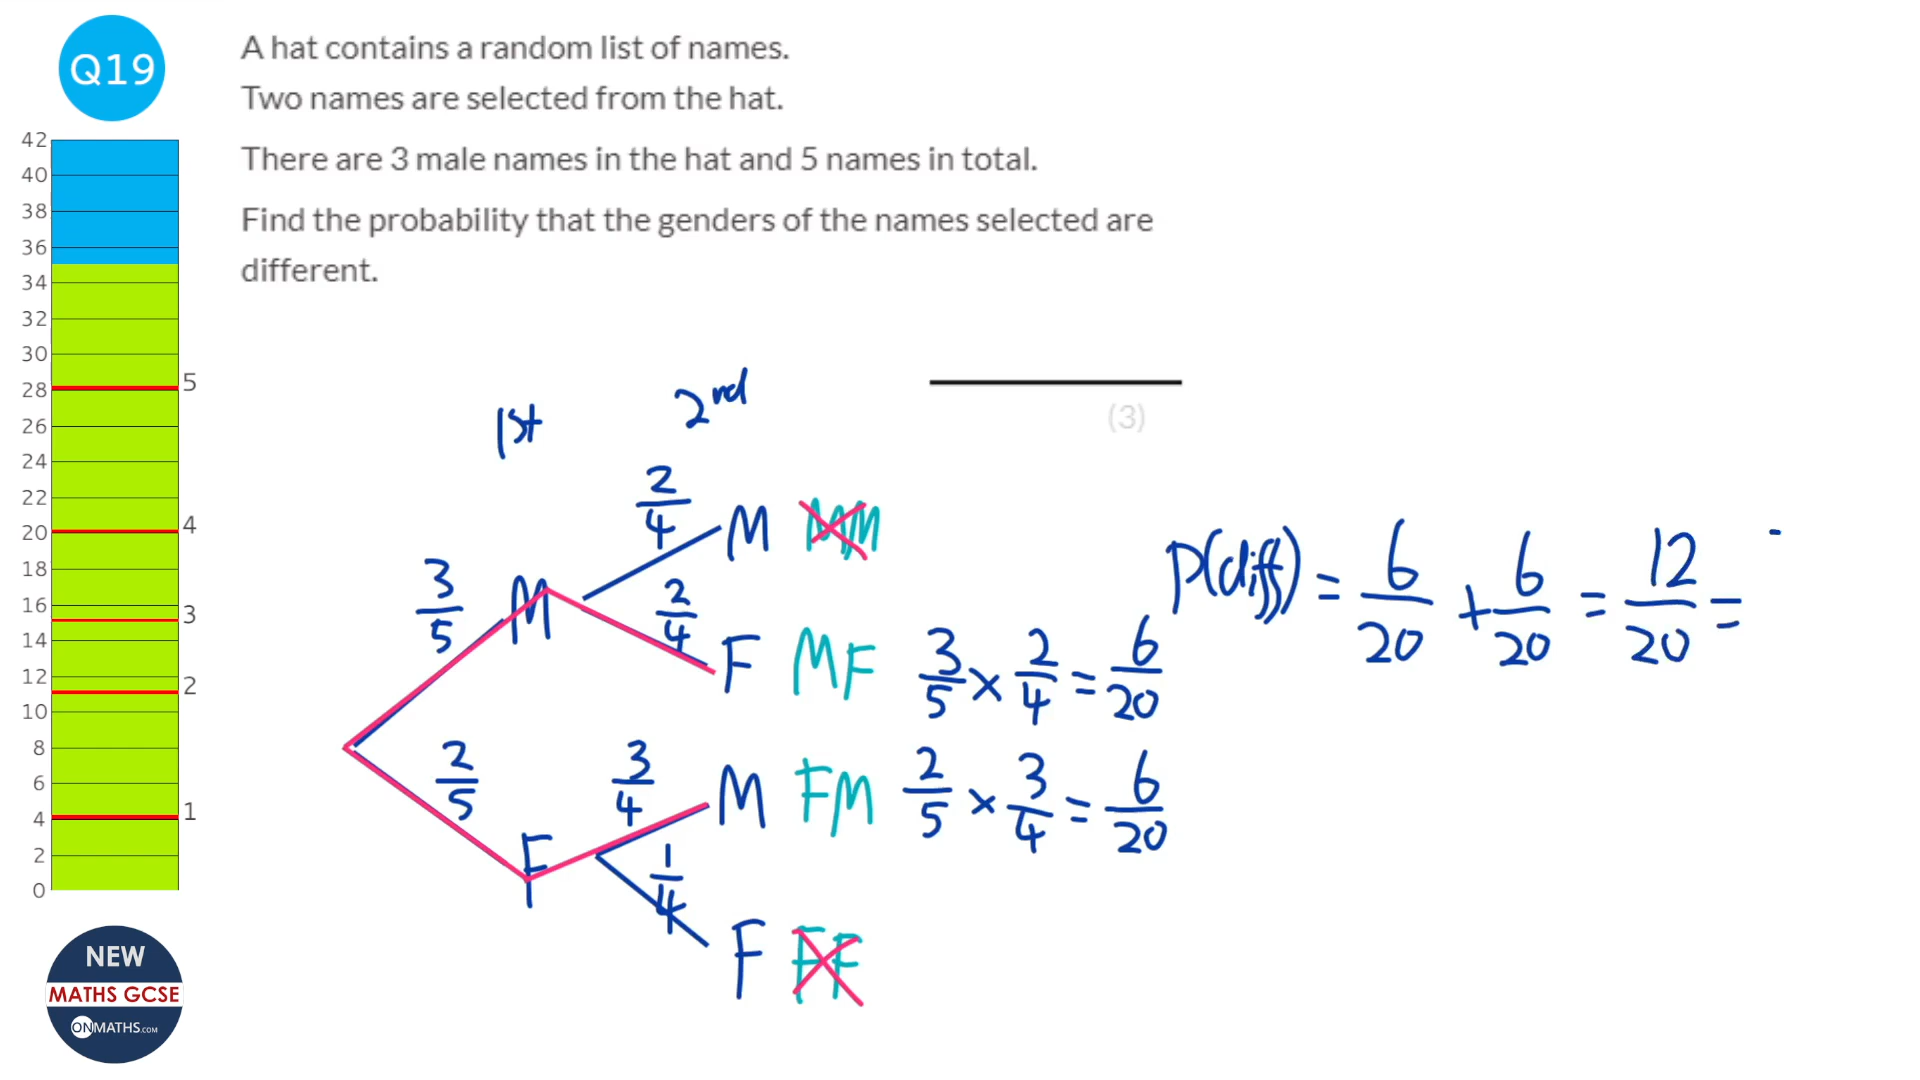 Q19
A hat contains a random list of names.
Two names are selected from the hat.
There are 3 male names in the hat and 5 names in total.
Find the probability that the genders of the names selected are
different.
(3)
42
40
38
36
34
32
30
28
26
24
22
20
18
16
14
12
10
8
6
4
2
0
5
4
3
2
1
1st 2nd
3/5 M 2/4 M MM
2/4 F MF 3/5 × 2/4 = 6/20
2/5 F 3/4 M FM 2/5 × 3/4 = 6/20
1/4 F FF
P(diff) = 6/20 + 6/20 = 12/20 =
NEW
MATHS GCSE
ONMATHS.COM